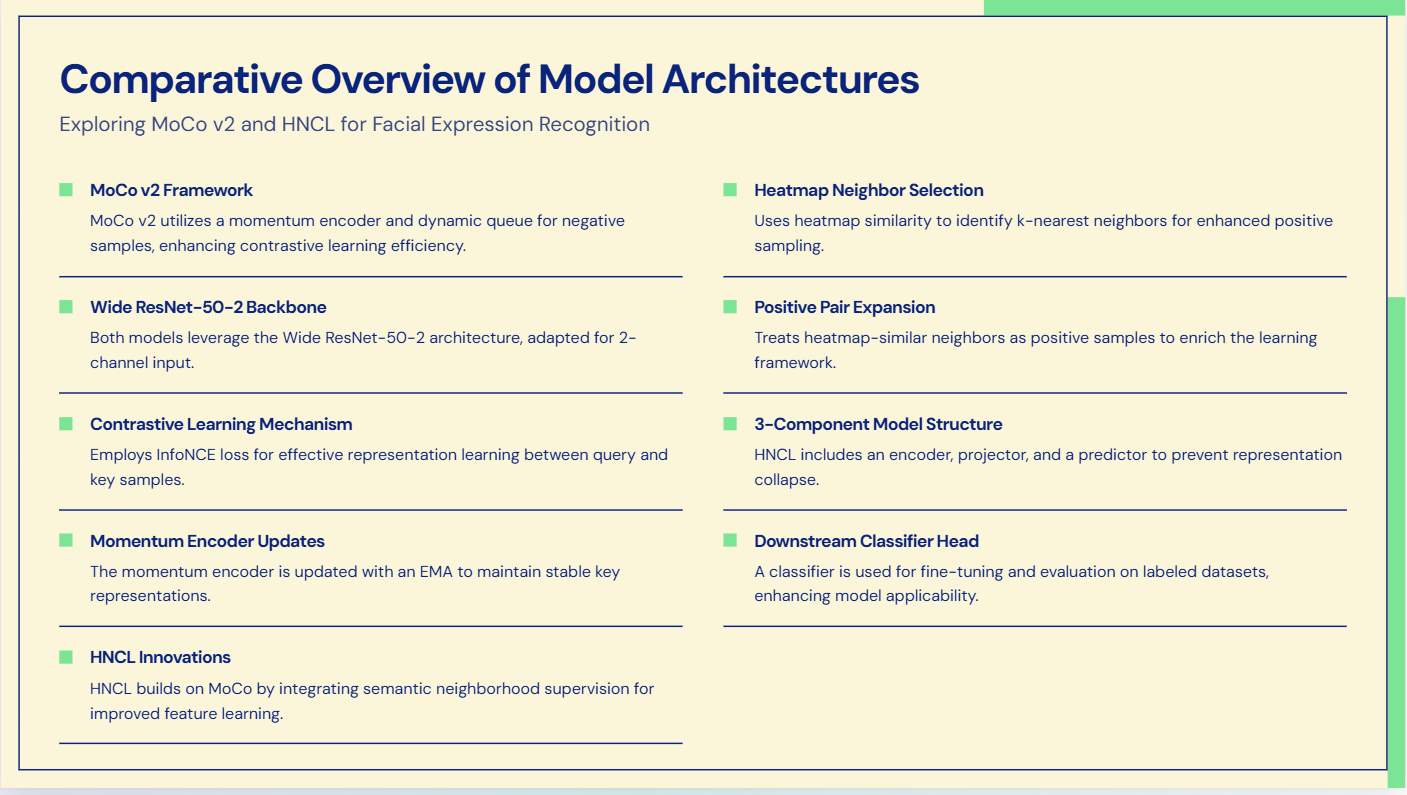 Comparative Overview of Model Architectures
Exploring MoCo v2 and HNCL for Facial Expression Recognition
MoCo v2 Framework
MoCo v2 utilizes a momentum encoder and dynamic queue for negative
samples, enhancing contrastive learning efficiency.
Wide ResNet-50-2 Backbone
Both models leverage the Wide ResNet-50-2 architecture, adapted for 2-
channel input.
Contrastive Learning Mechanism
Employs InfoNCE loss for effective representation learning between query and
key samples.
Momentum Encoder Updates
The momentum encoder is updated with an EMA to maintain stable key
representations.
HNCL Innovations
HNCL builds on MoCo by integrating semantic neighborhood supervision for
improved feature learning.
Heatmap Neighbor Selection
Uses heatmap similarity to identify k-nearest neighbors for enhanced positive
sampling.
Positive Pair Expansion
Treats heatmap-similar neighbors as positive samples to enrich the learning
framework.
3-Component Model Structure
HNCL includes an encoder, projector, and a predictor to prevent representation
collapse.
Downstream Classifier Head
A classifier is used for fine-tuning and evaluation on labeled datasets,
enhancing model applicability.